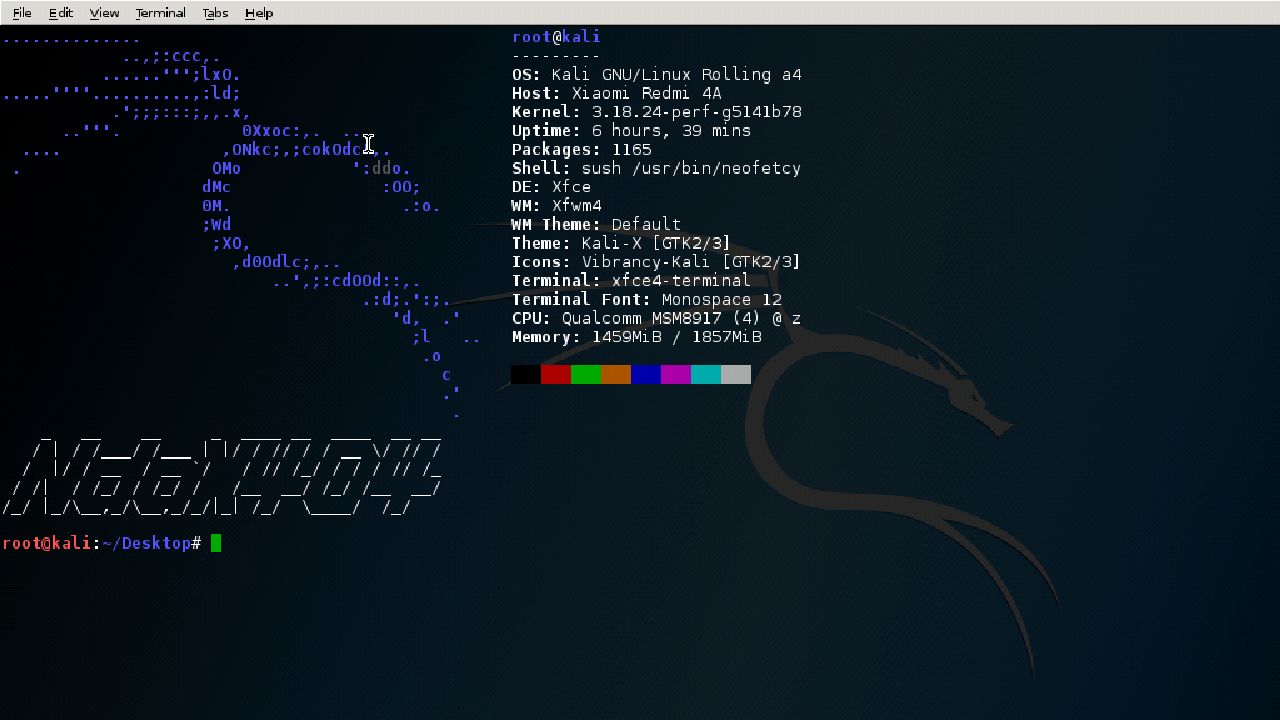 File Edit View Terminal Tabs Help
root@kali
---------
OS: Kali GNU/Linux Rolling a4
Host: Xiaomi Redmi 4A
Kernel: 3.18.24-perf-g5141b78
Uptime: 6 hours, 39 mins
Packages: 1165
Shell: sush /usr/bin/neofetcy
DE: Xfce
WM: Xfwm4
WM Theme: Default
Theme: Kali-X [GTK2/3]
Icons: Vibrancy-Kali [GTK2/3]
Terminal: xfce4-terminal
Terminal Font: Monospace 12
CPU: Qualcomm MSM8917 (4) @ z
Memory: 1459MiB / 1857MiB
root@kali:~/Desktop#